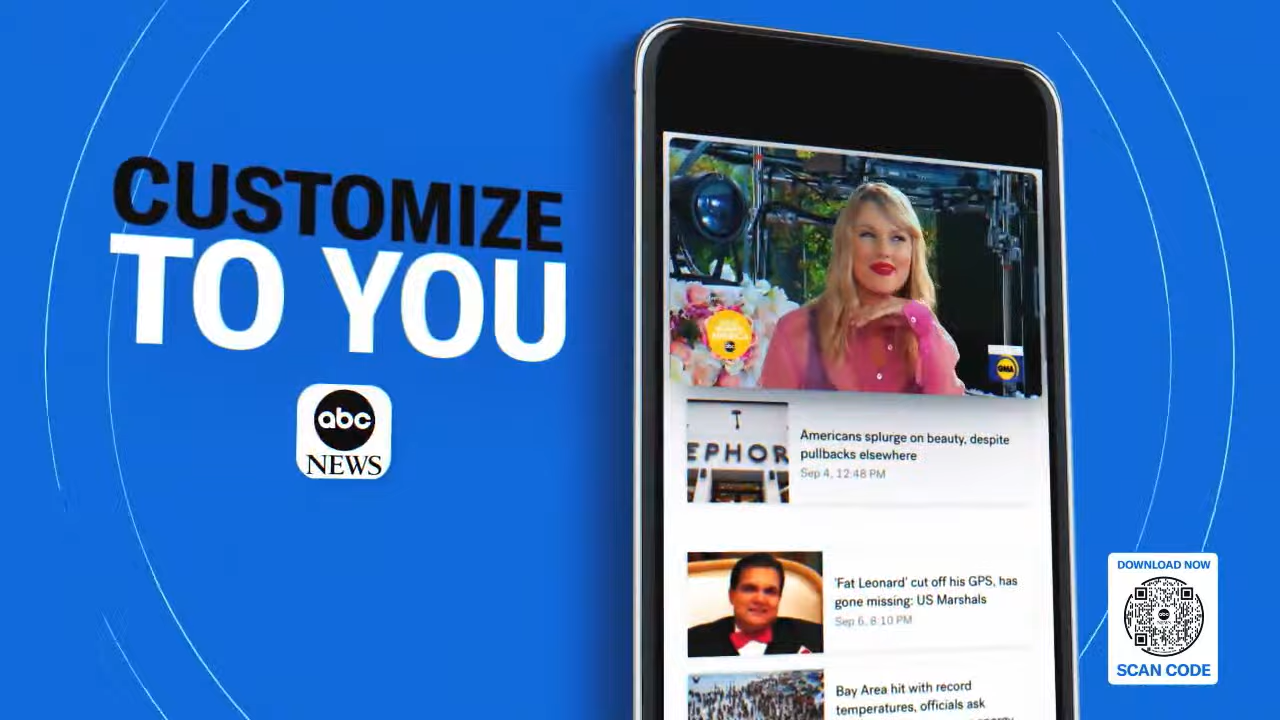 CUSTOMIZE
TO YOU
abc
NEWS
GMA
EPHOR
Americans splurge on beauty, despite
pullbacks elsewhere
Sep 4, 12:48 PM
'Fat Leonard' cut off his GPS, has
gone missing: US Marshals
Sep 6, 8:10 PM
Bay Area hit with record
temperatures, officials ask
DOWNLOAD NOW
abc
SCAN CODE